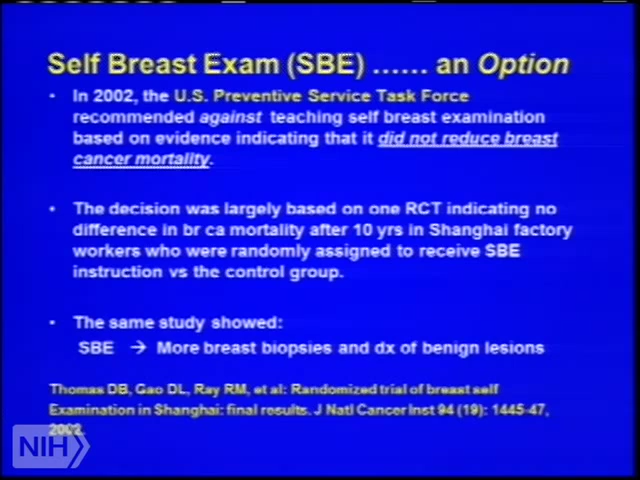 Self Breast Exam (SBE) …… an Option
• In 2002, the U.S. Preventive Service Task Force
recommended against teaching self breast examination
based on evidence indicating that it did not reduce breast
cancer mortality.
• The decision was largely based on one RCT indicating no
difference in br ca mortality after 10 yrs in Shanghai factory
workers who were randomly assigned to receive SBE
instruction vs the control group.
• The same study showed:
SBE → More breast biopsies and dx of benign lesions
Thomas DB, Gao DL, Ray RM, et al: Randomized trial of breast self
Examination in Shanghai: final results. J Natl Cancer Inst 94 (19): 1445-47,
2002.
NIH